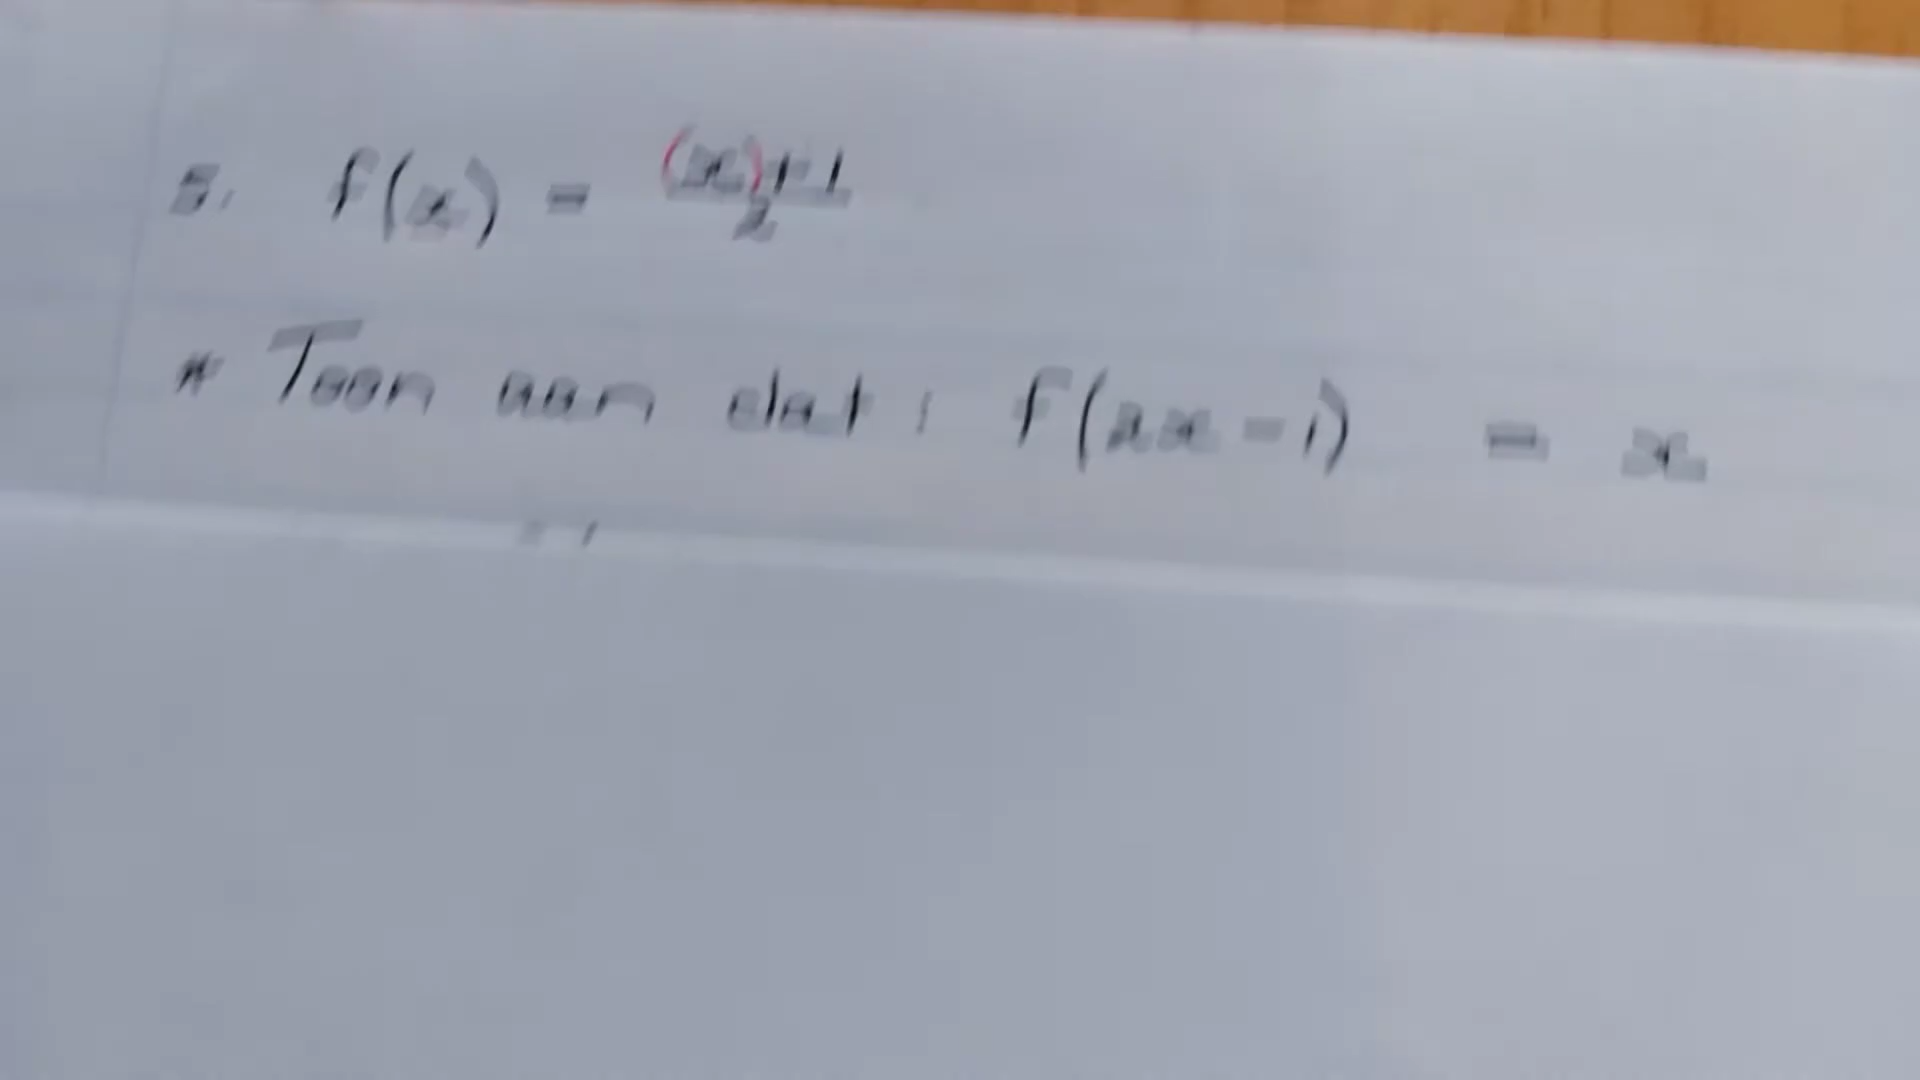 5. f(x) = (x)+1/2
* Toon aan dat : f(2x-1) = x